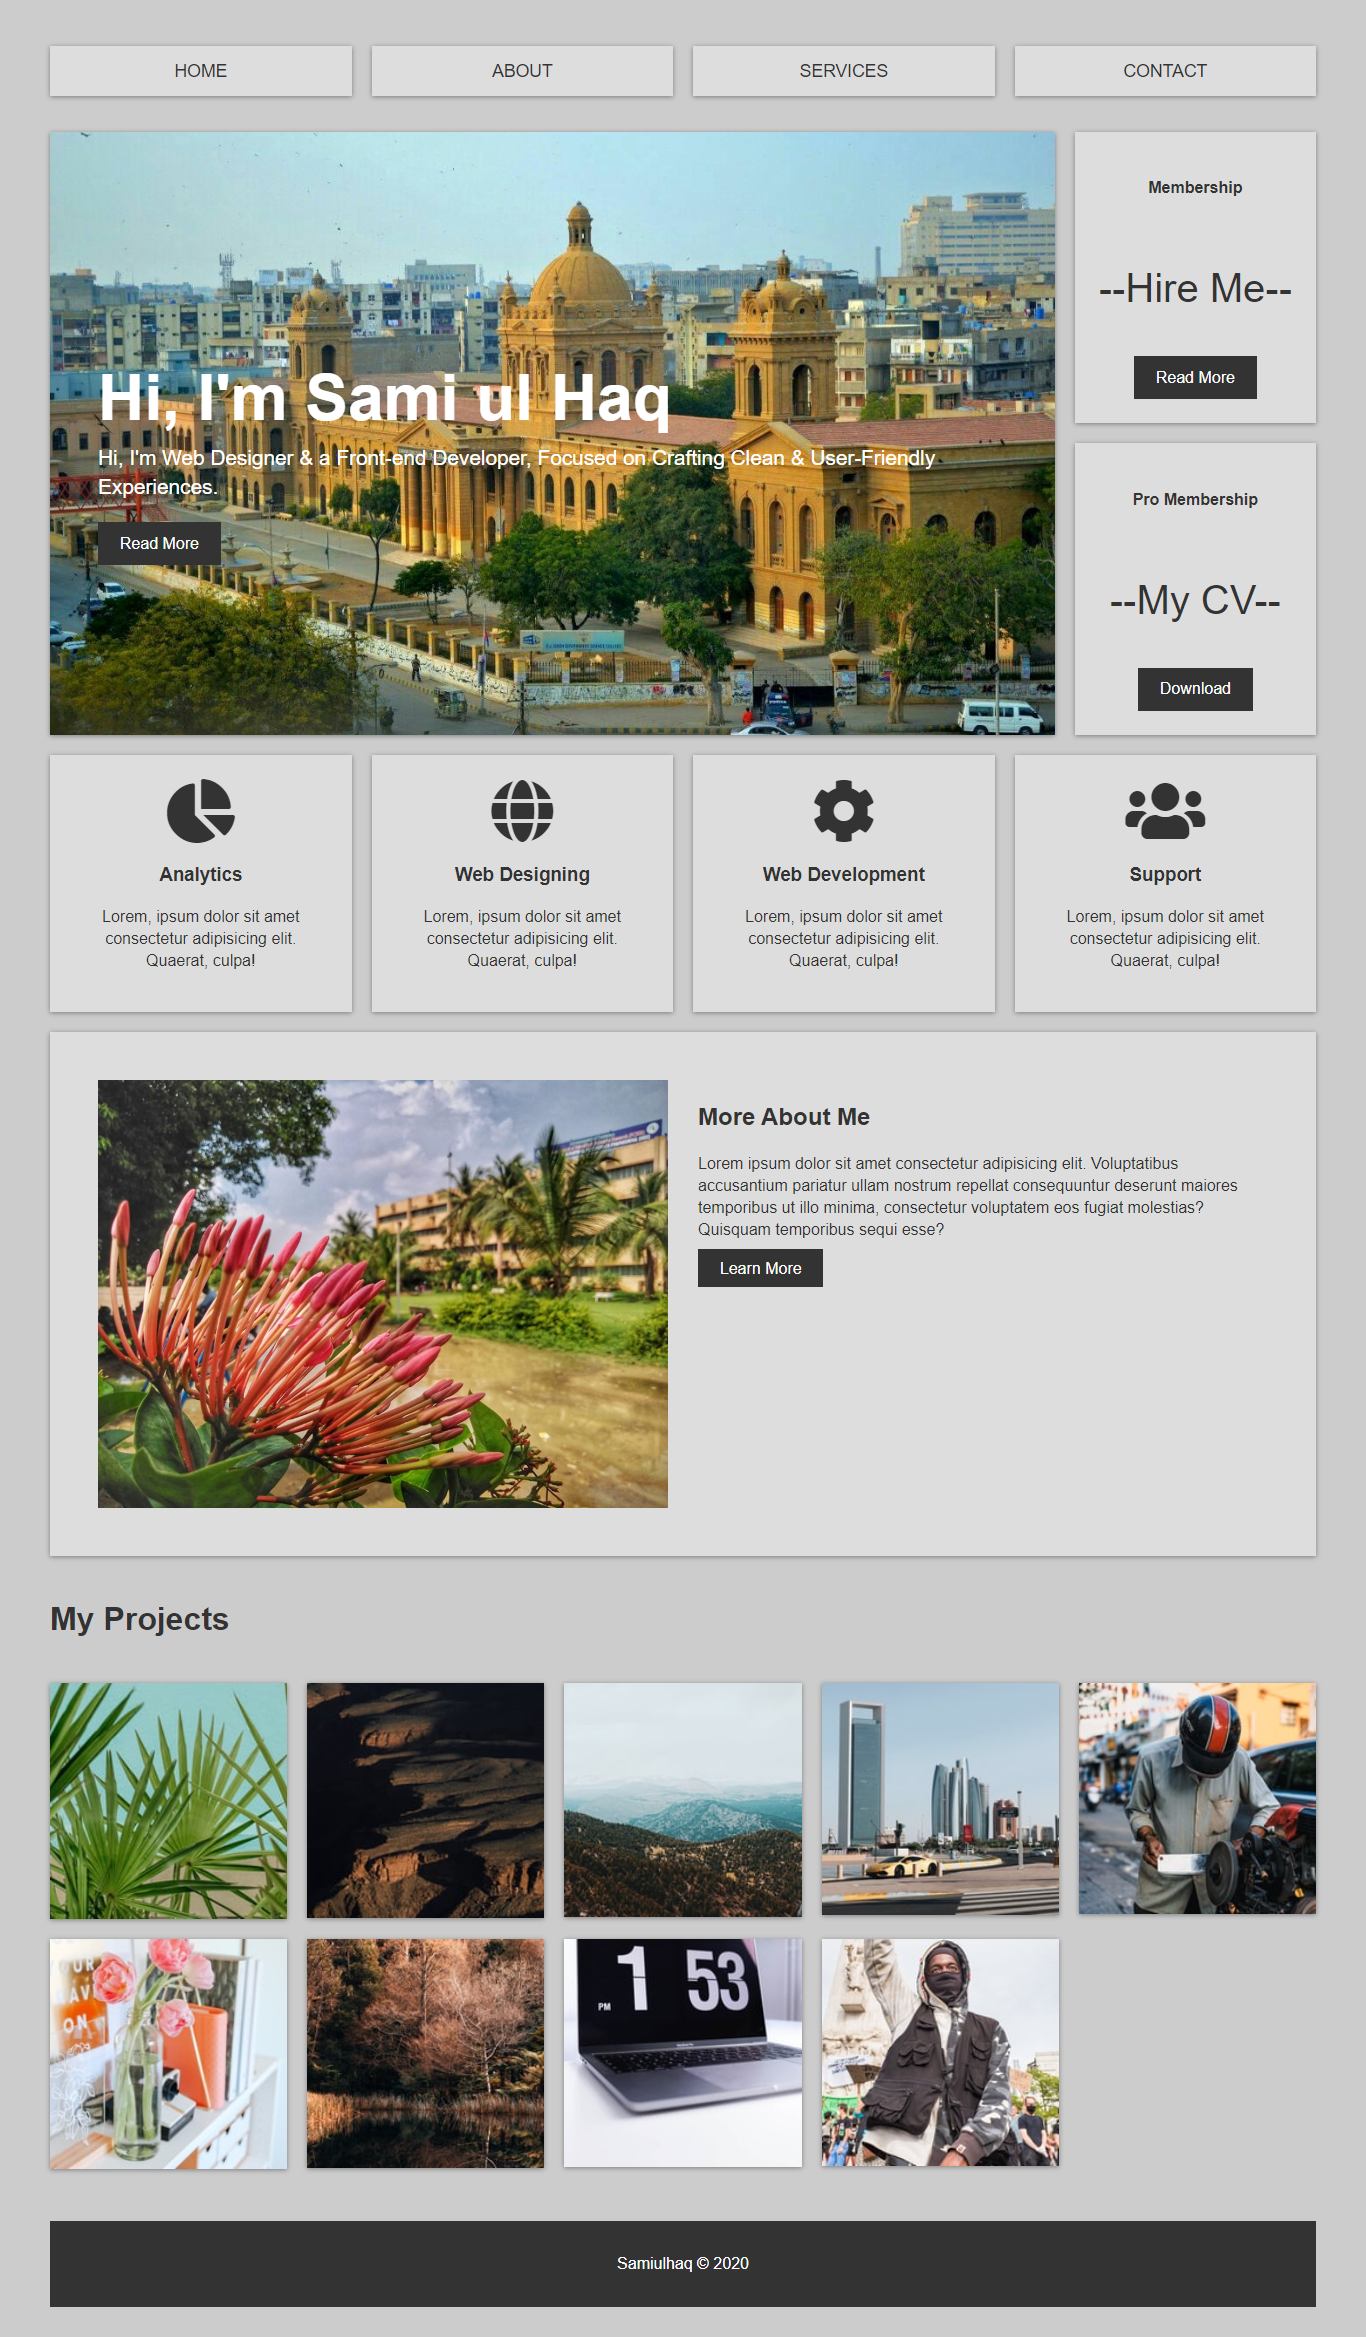 HOME
ABOUT
SERVICES
CONTACT
Hi, I'm Sami ul Haq
Hi, I'm Web Designer & a Front-end Developer, Focused on Crafting Clean & User-Friendly
Experiences.
Read More
Membership
--Hire Me--
Read More
Pro Membership
--My CV--
Download
Analytics
Lorem, ipsum dolor sit amet
consectetur adipisicing elit.
Quaerat, culpa!
Web Designing
Lorem, ipsum dolor sit amet
consectetur adipisicing elit.
Quaerat, culpa!
Web Development
Lorem, ipsum dolor sit amet
consectetur adipisicing elit.
Quaerat, culpa!
Support
Lorem, ipsum dolor sit amet
consectetur adipisicing elit.
Quaerat, culpa!
More About Me
Lorem ipsum dolor sit amet consectetur adipisicing elit. Voluptatibus
accusantium pariatur ullam nostrum repellat consequuntur deserunt maiores
temporibus ut illo minima, consectetur voluptatem eos fugiat molestias?
Quisquam temporibus sequi esse?
Learn More
My Projects
ON
PM
1 53
Samiulhaq © 2020